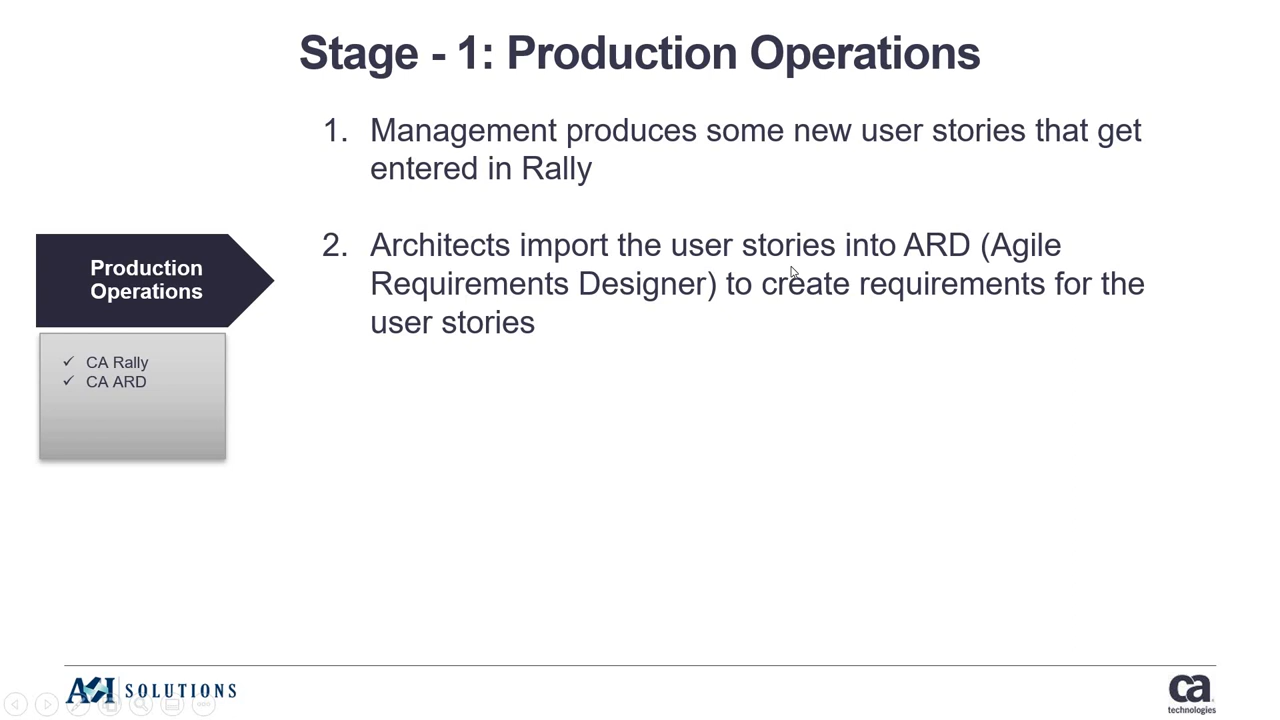 Stage - 1: Production Operations
1. Management produces some new user stories that get
entered in Rally
2. Architects import the user stories into ARD (Agile
Requirements Designer) to create requirements for the
user stories
Production
Operations
✓ CA Rally
✓ CA ARD
SOLUTIONS
ca
technologies